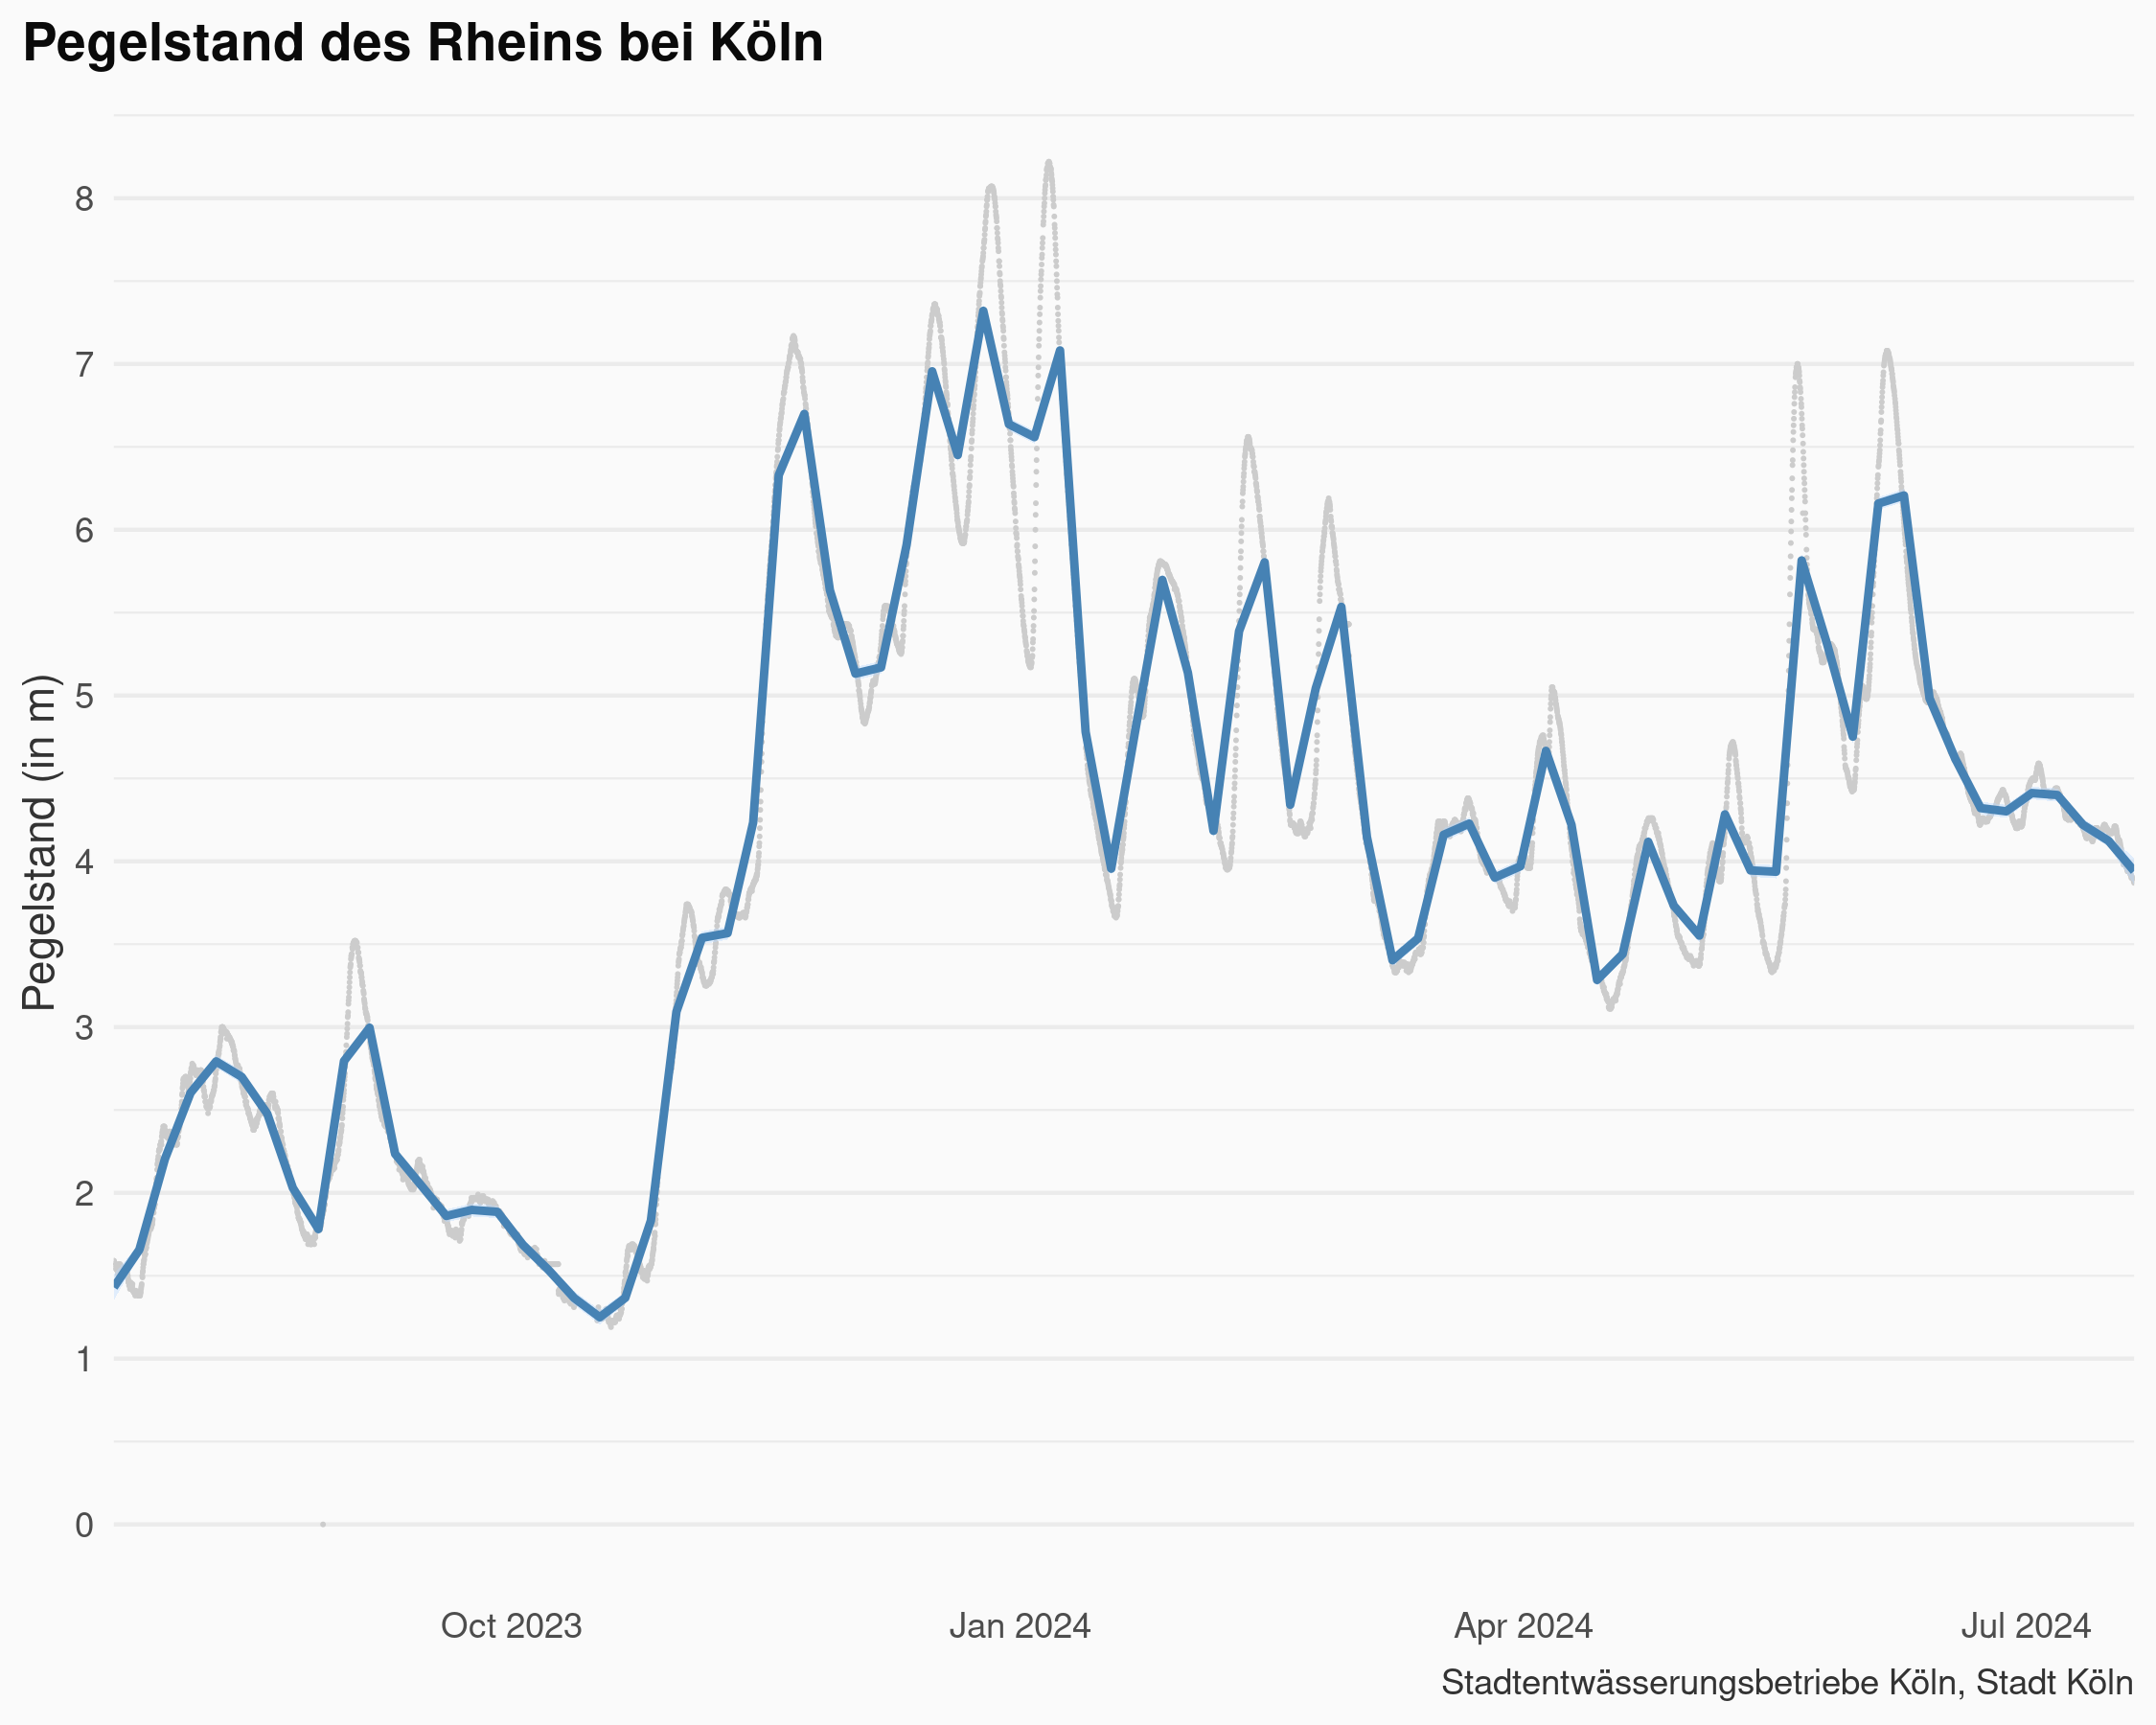 Pegelstand des Rheins bei Köln
Pegelstand (in m)
8
7
6
5
4
3
2
1
0
Oct 2023 Jan 2024 Apr 2024 Jul 2024
Stadtentwässerungsbetriebe Köln, Stadt Köln